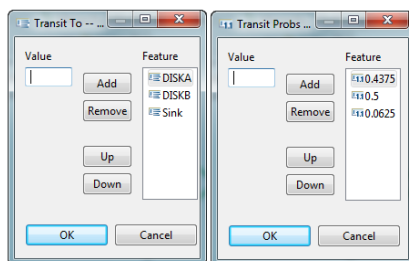 Transit To -- ...
Value
Feature
Add
Remove
Up
Down
DISKA
DISKB
Sink
OK
Cancel
Transit Probs ...
Value
Feature
Add
Remove
Up
Down
0.4375
0.5
0.0625
OK
Cancel